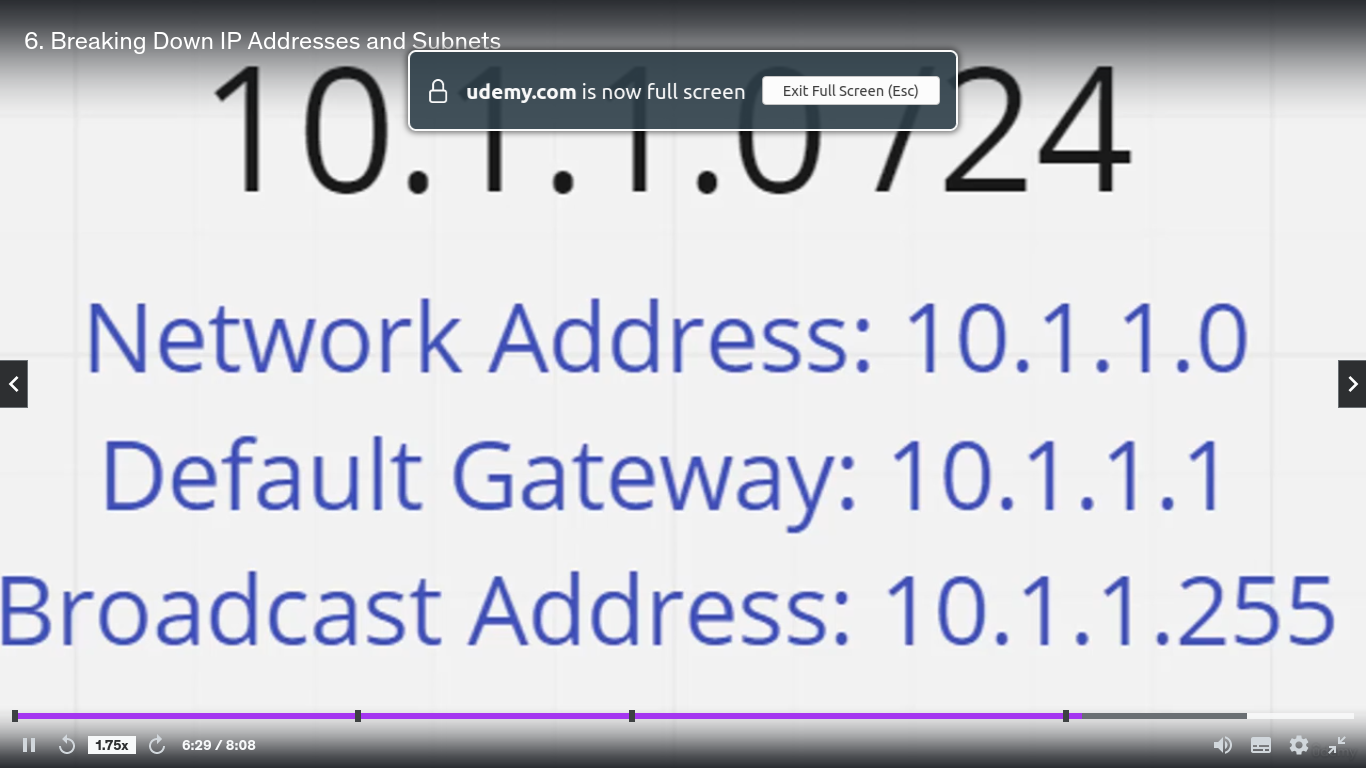 6. Breaking Down IP Addresses and Subnets
udemy.com is now full screen Exit Full Screen (Esc)
10.1.1.0 /24
Network Address: 10.1.1.0
Default Gateway: 10.1.1.1
Broadcast Address: 10.1.1.255
1.75x 6:29 / 8:08